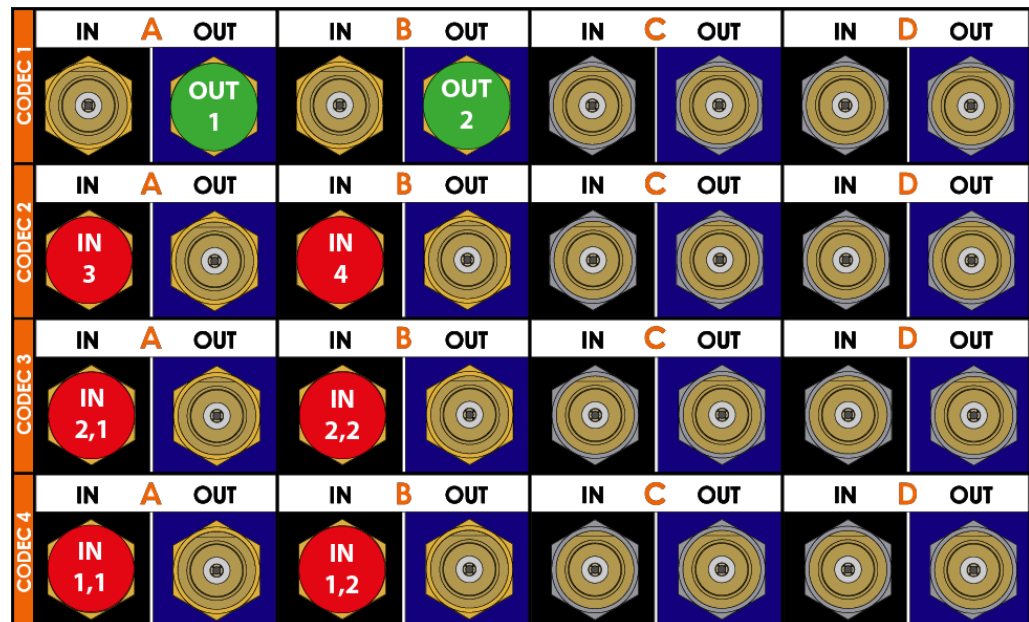 CODEC 1
IN A OUT IN B OUT IN C OUT IN D OUT
OUT
1
OUT
2
CODEC 2
IN A OUT IN B OUT IN C OUT IN D OUT
IN
3
IN
4
CODEC 3
IN A OUT IN B OUT IN C OUT IN D OUT
IN
2,1
IN
2,2
CODEC 4
IN A OUT IN B OUT IN C OUT IN D OUT
IN
1,1
IN
1,2